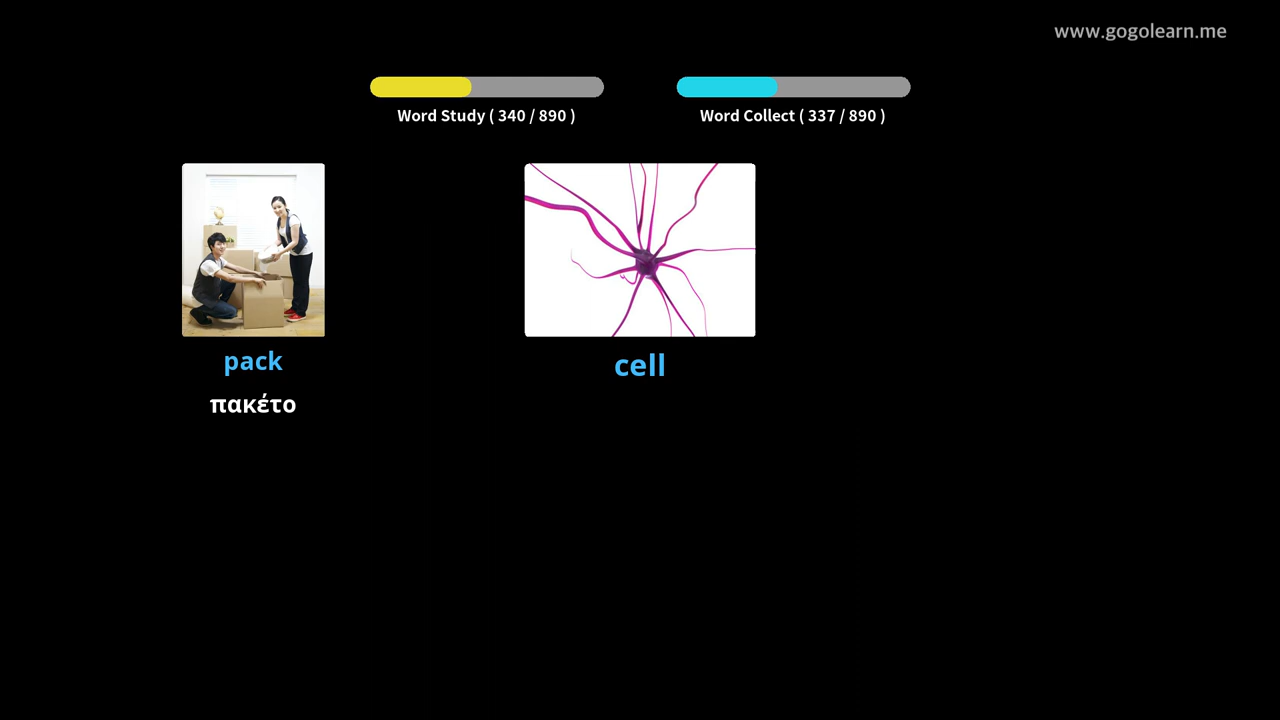 www.gogolearn.me
Word Study ( 340 / 890 )
Word Collect ( 337 / 890 )
pack
cell
πακέτο